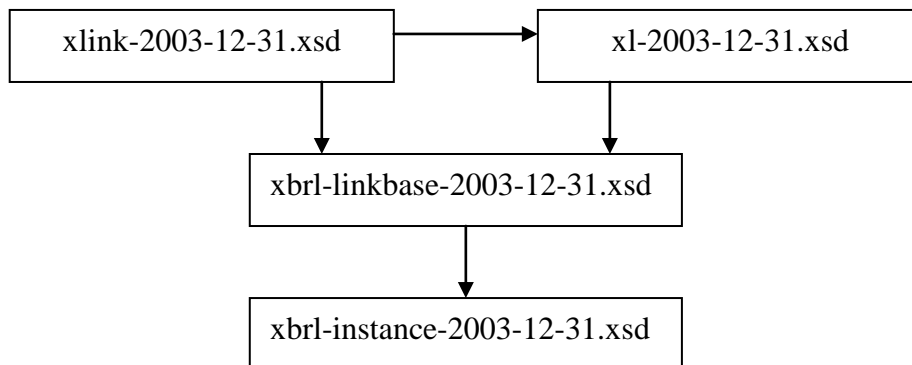 xlink-2003-12-31.xsd
xl-2003-12-31.xsd
xbrl-linkbase-2003-12-31.xsd
xbrl-instance-2003-12-31.xsd